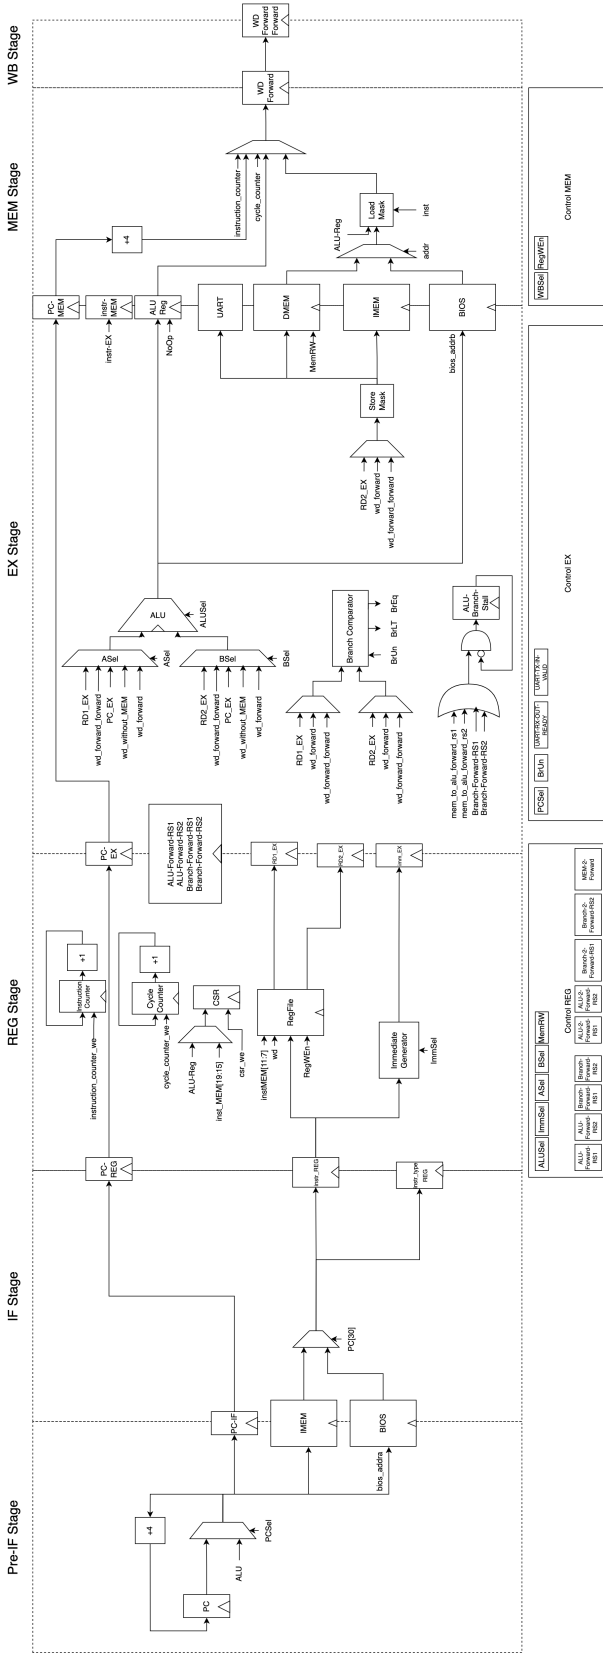 Pre-IF Stage
IF Stage
REG Stage
EX Stage
MEM Stage
WB Stage
+4
PC
ALU
PCSel
bios_addra
PC-IF
IMEM
BIOS
PC[30]
PC-
REG
instr_REG
instr_type
REG
Instruction
Counter
+1
instruction_counter_we
Cycle
Counter
+1
cycle_counter_we
ALU-Reg
inst_MEM[19:15]
CSR
csr_we
instMEM[11:7]
wd
RegFile
RegWEn
Immediate
Generator
ImmSel
PC-
EX
ALU-Forward-RS1
ALU-Forward-RS2
Branch-Forward-RS1
Branch-Forward-RS2
RD1_EX
RD2_EX
imm_EX
RD1_EX
wd_forward_forward
PC_EX
wd_without_MEM
wd_forward
ASel
ASel
RD2_EX
wd_forward_forward
PC_EX
wd_without_MEM
wd_forward
BSel
BSel
ALU
ALUSel
RD1_EX
wd_forward
wd_forward_forward
RD2_EX
wd_forward
wd_forward_forward
Branch Comparator
BrUn
BrLT
BrEq
mem_to_alu_forward_rs1
mem_to_alu_forward_rs2
Branch-Forward-RS1
Branch-Forward-RS2
ALU-
Branch-
Stall
RD2_EX
wd_forward
wd_forward_forward
Store
Mask
bios_addrb
MemRW
instr-EX
NoOp
PC-
MEM
instr-
MEM
ALU
Reg
UART
DMEM
IMEM
BIOS
+4
ALU-Reg
addr
Load
Mask
inst
instruction_counter
cycle_counter
WD
Forward
WD
Forward
Forward
Control REG
ALUSel
ImmSel
ASel
BSel
MemRW
ALU-
Forward-
RS1
ALU-
Forward-
RS2
Branch-
Forward-
RS1
Branch-
Forward-
RS2
ALU-2-
Forward-
RS1
ALU-2-
Forward-
RS2
Branch-2-
Forward-RS1
Branch-2-
Forward-RS2
MEM-2-
Forward
Control EX
PCSel
BrUn
UART-RX-OUT-
READY
UART-TX-IN-
VALID
Control MEM
WBSel
RegWEn